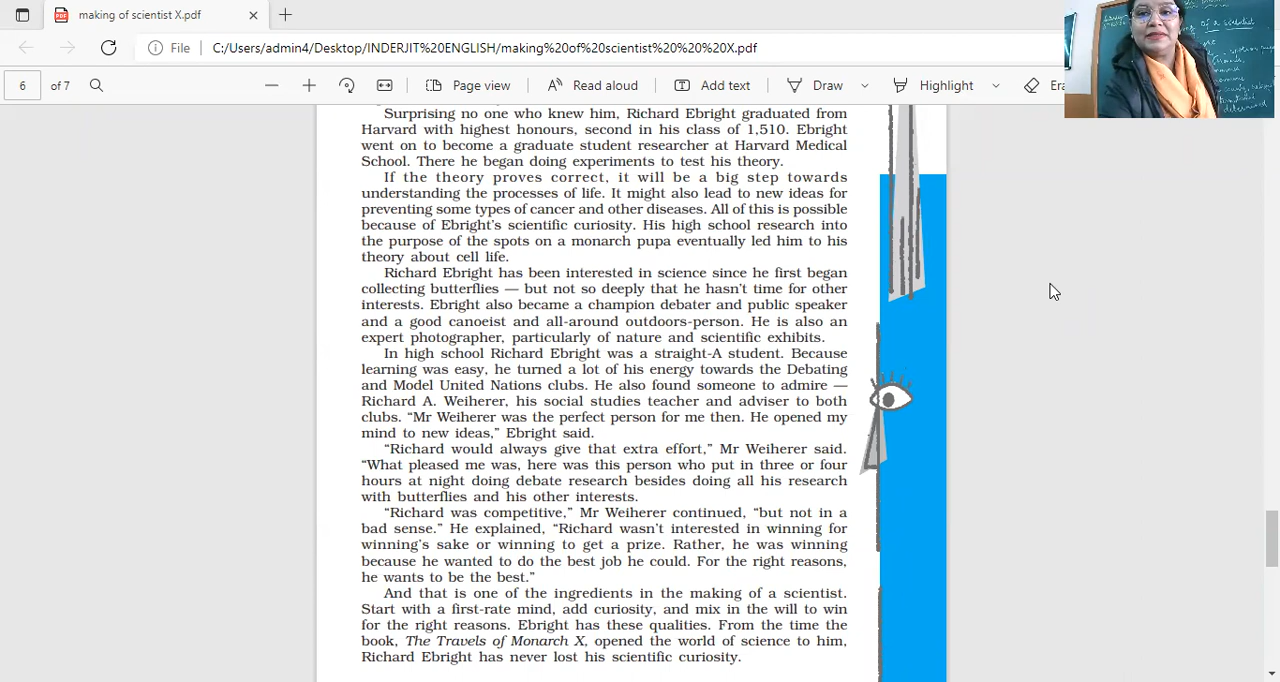 making of scientist X.pdf
File
C:/Users/admin4/Desktop/INDERJIT%20ENGLISH/making%20of%20scientist%20%20%20X.pdf
6 of 7
Page view
Read aloud
Add text
Draw
Highlight
Era
Surprising no one who knew him, Richard Ebright graduated from
Harvard with highest honours, second in his class of 1,510. Ebright
went on to become a graduate student researcher at Harvard Medical
School. There he began doing experiments to test his theory.
If the theory proves correct, it will be a big step towards
understanding the processes of life. It might also lead to new ideas for
preventing some types of cancer and other diseases. All of this is possible
because of Ebright's scientific curiosity. His high school research into
the purpose of the spots on a monarch pupa eventually led him to his
theory about cell life.
Richard Ebright has been interested in science since he first began
collecting butterflies — but not so deeply that he hasn't time for other
interests. Ebright also became a champion debater and public speaker
and a good canoeist and all-around outdoors-person. He is also an
expert photographer, particularly of nature and scientific exhibits.
In high school Richard Ebright was a straight-A student. Because
learning was easy, he turned a lot of his energy towards the Debating
and Model United Nations clubs. He also found someone to admire —
Richard A. Weiherer, his social studies teacher and adviser to both
clubs. “Mr Weiherer was the perfect person for me then. He opened my
mind to new ideas,” Ebright said.
“Richard would always give that extra effort,” Mr Weiherer said.
“What pleased me was, here was this person who put in three or four
hours at night doing debate research besides doing all his research
with butterflies and his other interests.
“Richard was competitive,” Mr Weiherer continued, “but not in a
bad sense.” He explained, “Richard wasn't interested in winning for
winning's sake or winning to get a prize. Rather, he was winning
because he wanted to do the best job he could. For the right reasons,
he wants to be the best.”
And that is one of the ingredients in the making of a scientist.
Start with a first-rate mind, add curiosity, and mix in the will to win
for the right reasons. Ebright has these qualities. From the time the
book, The Travels of Monarch X, opened the world of science to him,
Richard Ebright has never lost his scientific curiosity.
of a scientist